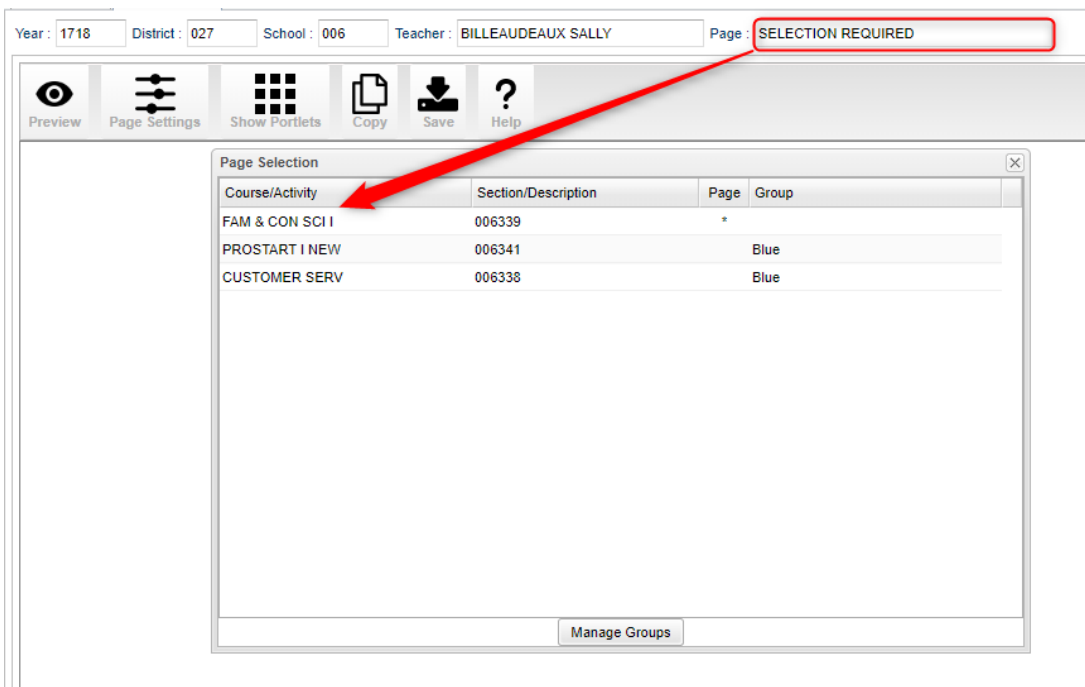 Year : 1718 District : 027 School : 006 Teacher : BILLEAUDEAUX SALLY Page : SELECTION REQUIRED
Preview Page Settings Show Portlets Copy Save Help
Page Selection
Course/Activity Section/Description Page Group
FAM & CON SCI I 006339 *
PROSTART I NEW 006341 Blue
CUSTOMER SERV 006338 Blue
Manage Groups